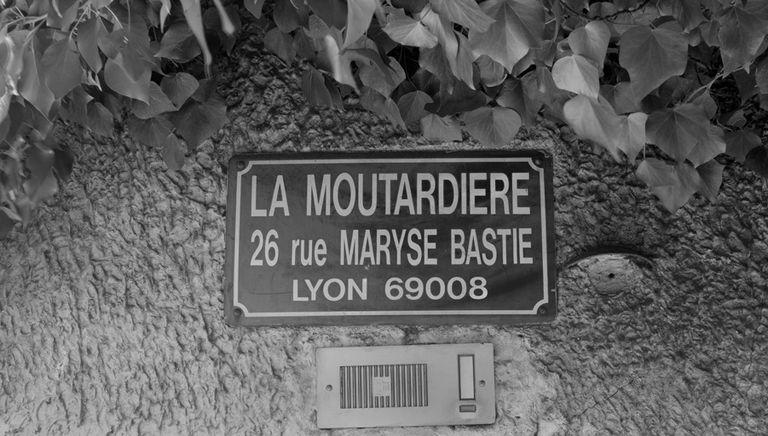 LA MOUTARDIERE
26 rue MARYSE BASTIE
LYON 69008